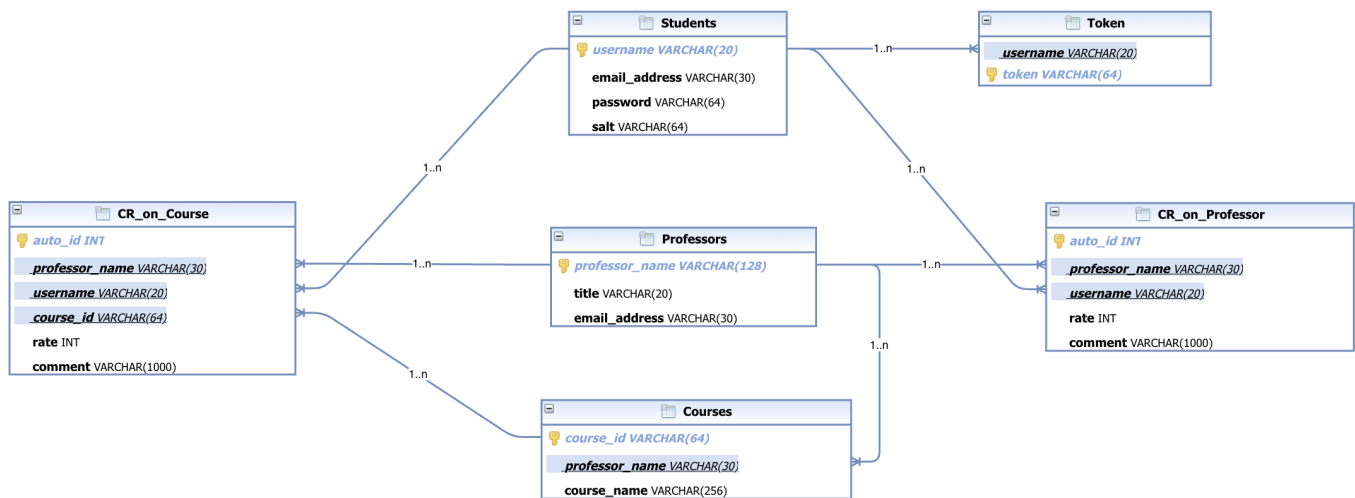 Students
username VARCHAR(20)
email_address VARCHAR(30)
password VARCHAR(64)
salt VARCHAR(64)
Token
username VARCHAR(20)
token VARCHAR(64)
1..n
1..n
1..n
CR_on_Course
auto_id INT
professor_name VARCHAR(30)
username VARCHAR(20)
course_id VARCHAR(64)
rate INT
comment VARCHAR(1000)
1..n
Professors
professor_name VARCHAR(128)
title VARCHAR(20)
email_address VARCHAR(30)
1..n
CR_on_Professor
auto_id INT
professor_name VARCHAR(30)
username VARCHAR(20)
rate INT
comment VARCHAR(1000)
1..n
1..n
Courses
course_id VARCHAR(64)
professor_name VARCHAR(30)
course_name VARCHAR(256)